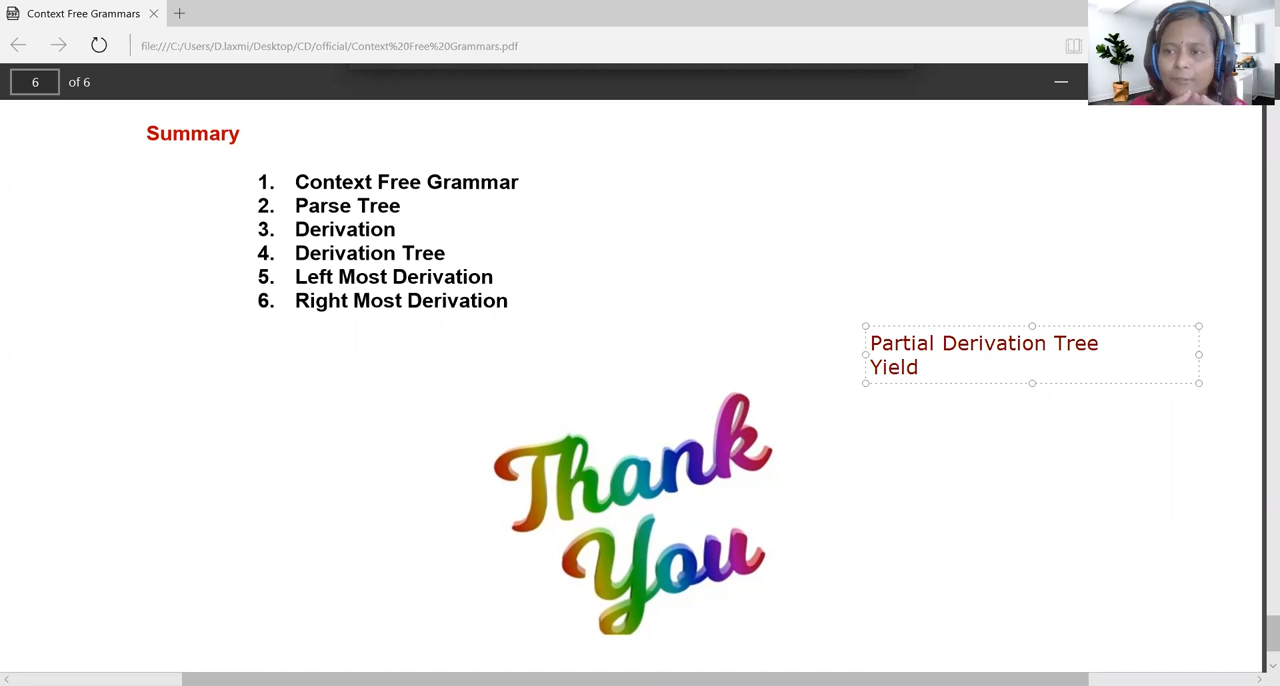 Context Free Grammars
file:///C:/Users/D.laxmi/Desktop/CD/official/Context%20Free%20Grammars.pdf
6 of 6
Summary
1. Context Free Grammar
2. Parse Tree
3. Derivation
4. Derivation Tree
5. Left Most Derivation
6. Right Most Derivation
Partial Derivation Tree
Yield
Thank
You